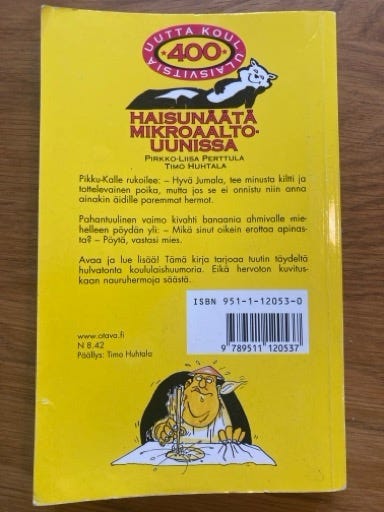 UUTTA KOULULAISVITSIÄ
400
HAISUNÄÄTÄ
MIKROAALTO-
UUNISSA
PIRKKO-LIISA PERTTULA
TIMO HUHTALA
Pikku-Kalle rukoilee: – Hyvä Jumala, tee minusta kiltti ja
tottelevainen poika, mutta jos se ei onnistu niin anna
ainakin äidille paremmat hermot.
Pahantuulinen vaimo kivahti banaania ahmivalle mie-
helleen pöydän yli: – Mikä sinut oikein erottaa apinas-
ta? – Pöytä, vastasi mies.
Avaa ja lue lisää! Tämä kirja tarjoaa tuutin täydeltä
hulvatonta koululaishuumoria. Eikä hervoton kuvitus-
kaan nauruhermoja säästä.
ISBN 951-1-12053-0
www.otava.fi
N 8.42
Päällys: Timo Huhtala
9 789511 120537